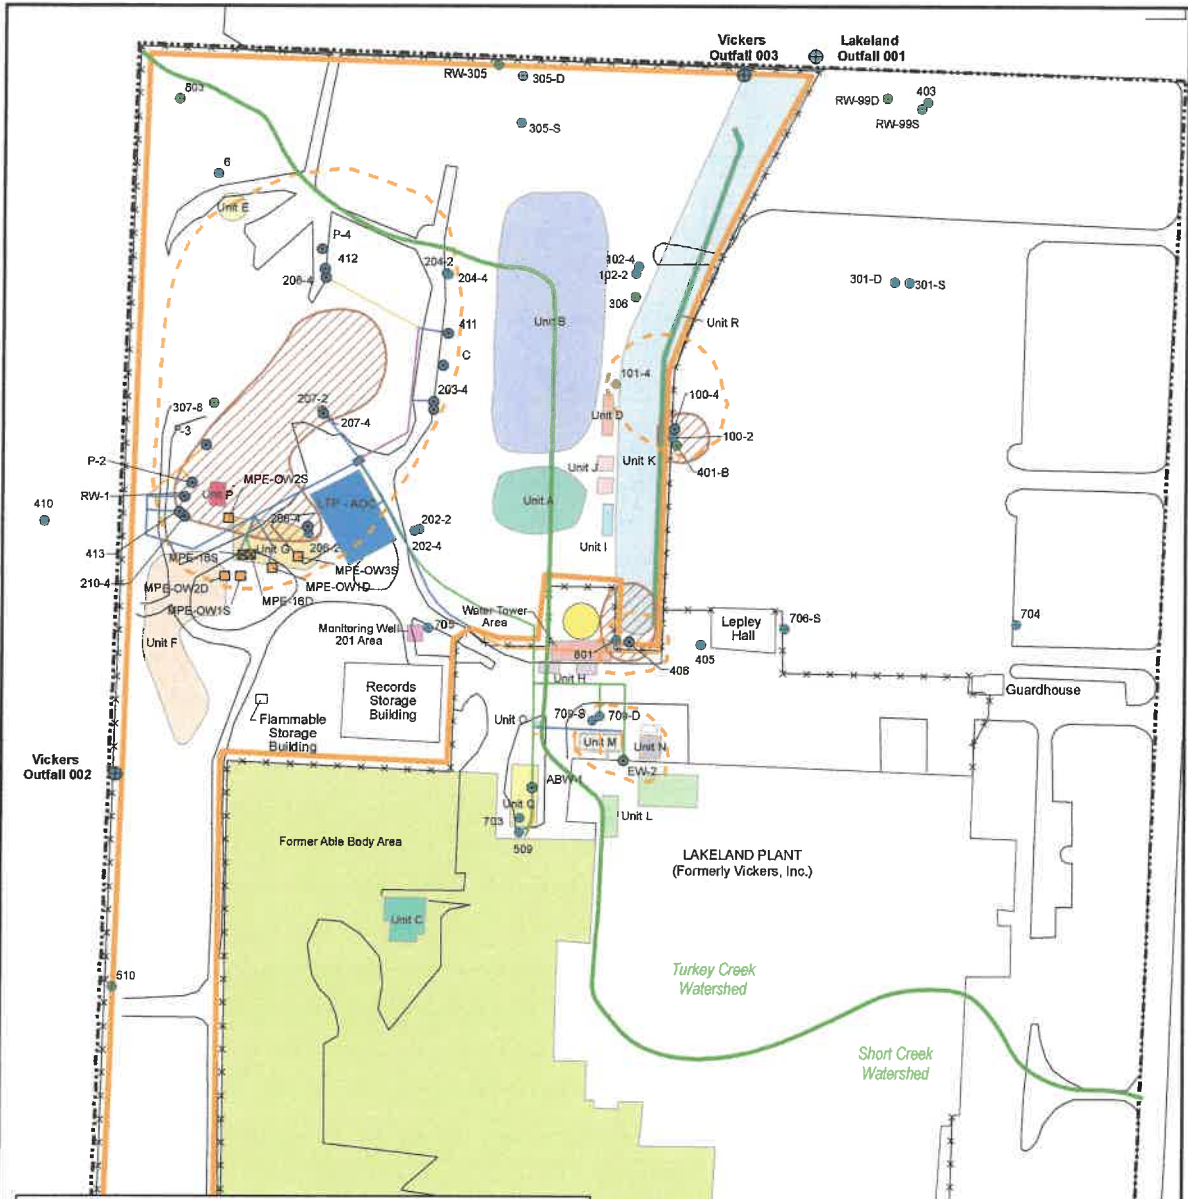 Vickers
Outfall 003
Lakeland
Outfall 001
RW-305
305-D
803
RW-99D
403
RW-99S
305-S
6
Unit E
P-4
412
206-4
204-2
204-4
102-4
102-2
306
301-D
301-S
Unit B
Unit R
411
C
101-4
203-4
100-4
307-8
207-2
207-4
Unit D
100-2
P-2
MPE-OW2S
Unit J
Unit K
401-B
RW-1
Unit P
410
LTP - AOC
Unit A
202-2
202-4
Unit I
413
MPE-18S
Unit G
206-2
MPE-OW3S
210-4
MPE-OW2D
MPE-OW1D
MPE-16D
MPE-OW1S
Water Tower
Area
Lepley
Hall
706-S
704
Monitoring Well
201 Area
705
Unit F
801
406
405
Unit H
Guardhouse
Records
Storage
Building
Flammable
Storage
Building
709-S
709-D
Unit M
Unit N
Vickers
Outfall 002
EW-2
ABW-1
703
Unit L
509
Former Able Body Area
LAKELAND PLANT
(Formerly Vickers, Inc.)
Unit C
510
Turkey Creek
Watershed
Short Creek
Watershed